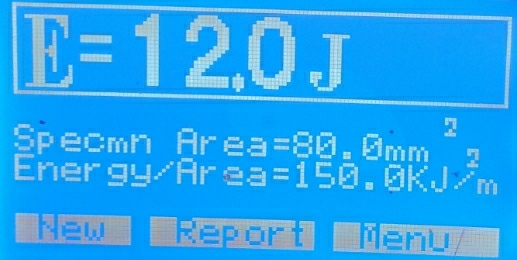 E=12.0J
Specmn Area=80.0mm²
Energy/Area=150.0KJ/m²
New Report Menu